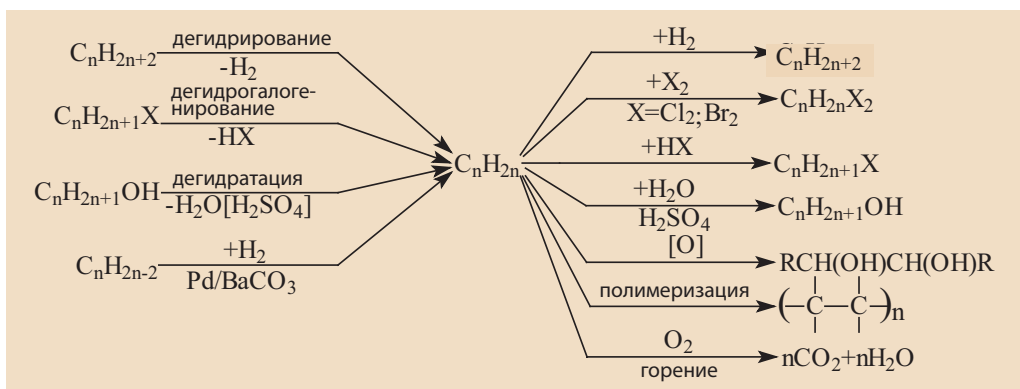 CnH2n+2 дегидрирование -H2
CnH2n+1X дегидрогалоге-
нирование -HX
CnH2n+1OH дегидратация -H2O[H2SO4]
CnH2n-2 +H2 Pd/BaCO3
CnH2n
+H2 CnH2n+2
+X2 X=Cl2;Br2 CnH2nX2
+HX CnH2n+1X
+H2O H2SO4 CnH2n+1OH
[O] RCH(OH)CH(OH)R
полимеризация (-C-C-)n
O2 горение nCO2+nH2O